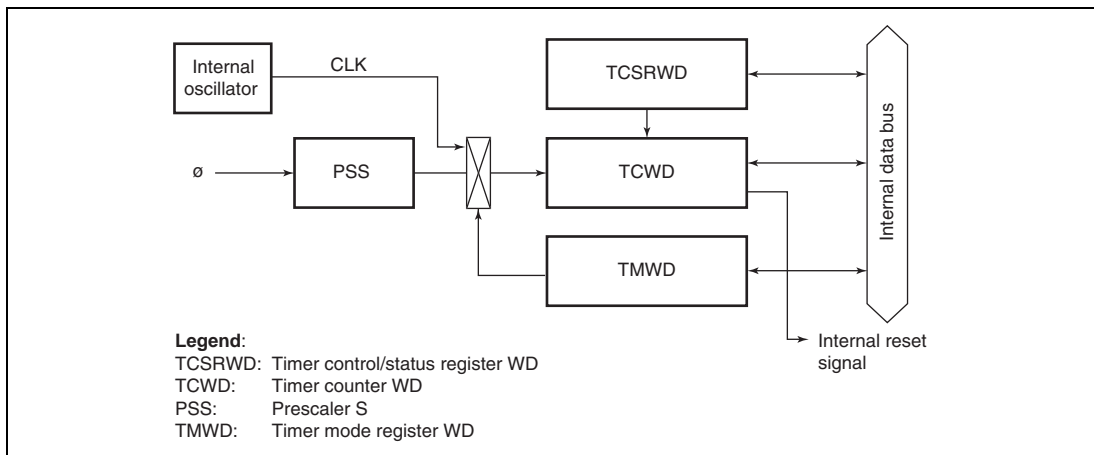 Internal
oscillator
CLK
ø
PSS
TCSRWD
TCWD
TMWD
Internal data bus
Internal reset
signal
Legend:
TCSRWD: Timer control/status register WD
TCWD: Timer counter WD
PSS: Prescaler S
TMWD: Timer mode register WD